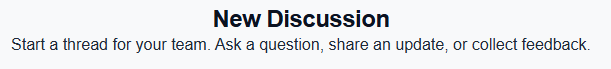 New Discussion
Start a thread for your team. Ask a question, share an update, or collect feedback.